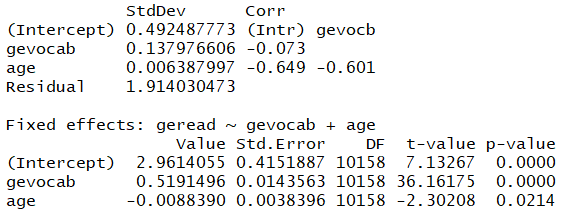 StdDev Corr
(Intercept) 0.492487773 (Intr) gevocb
gevocab 0.137976606 -0.073
age 0.006387997 -0.649 -0.601
Residual 1.914030473
Fixed effects: geread ~ gevocab + age
Value Std.Error DF t-value p-value
(Intercept) 2.9614055 0.4151887 10158 7.13267 0.0000
gevocab 0.5191496 0.0143563 10158 36.16175 0.0000
age -0.0088390 0.0038396 10158 -2.30208 0.0214